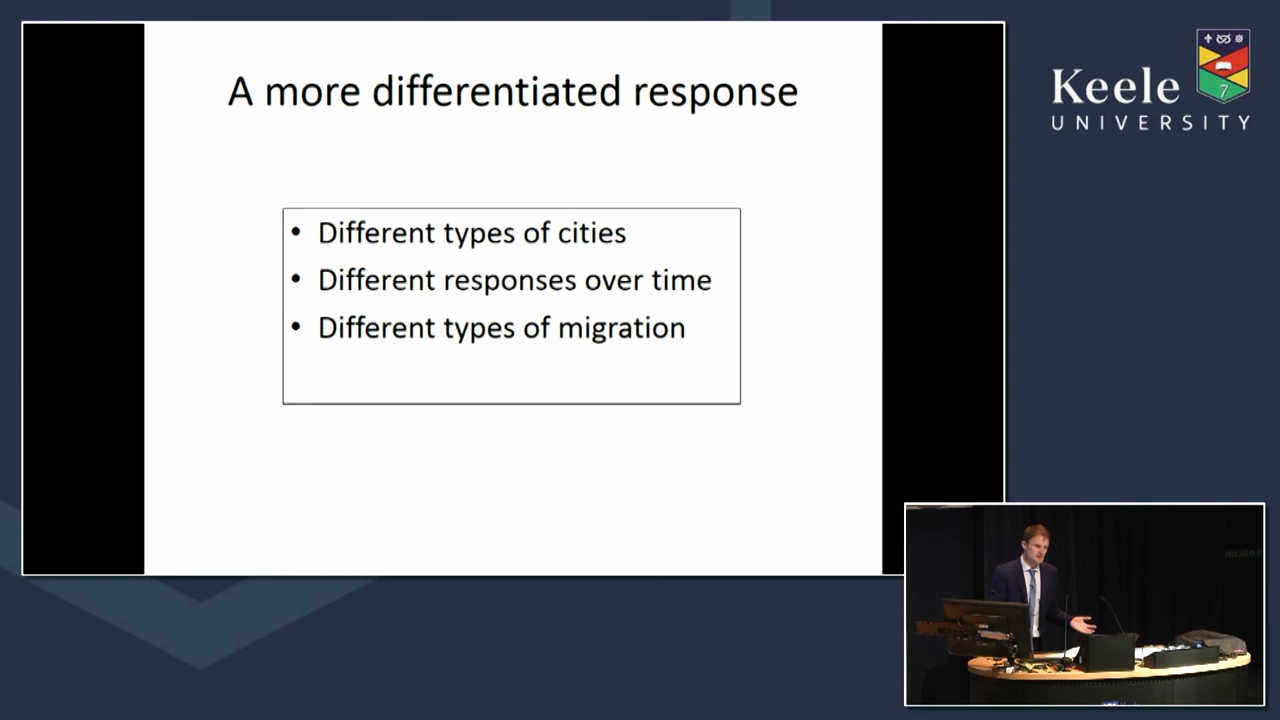 A more differentiated response
• Different types of cities
• Different responses over time
• Different types of migration
Keele
UNIVERSITY